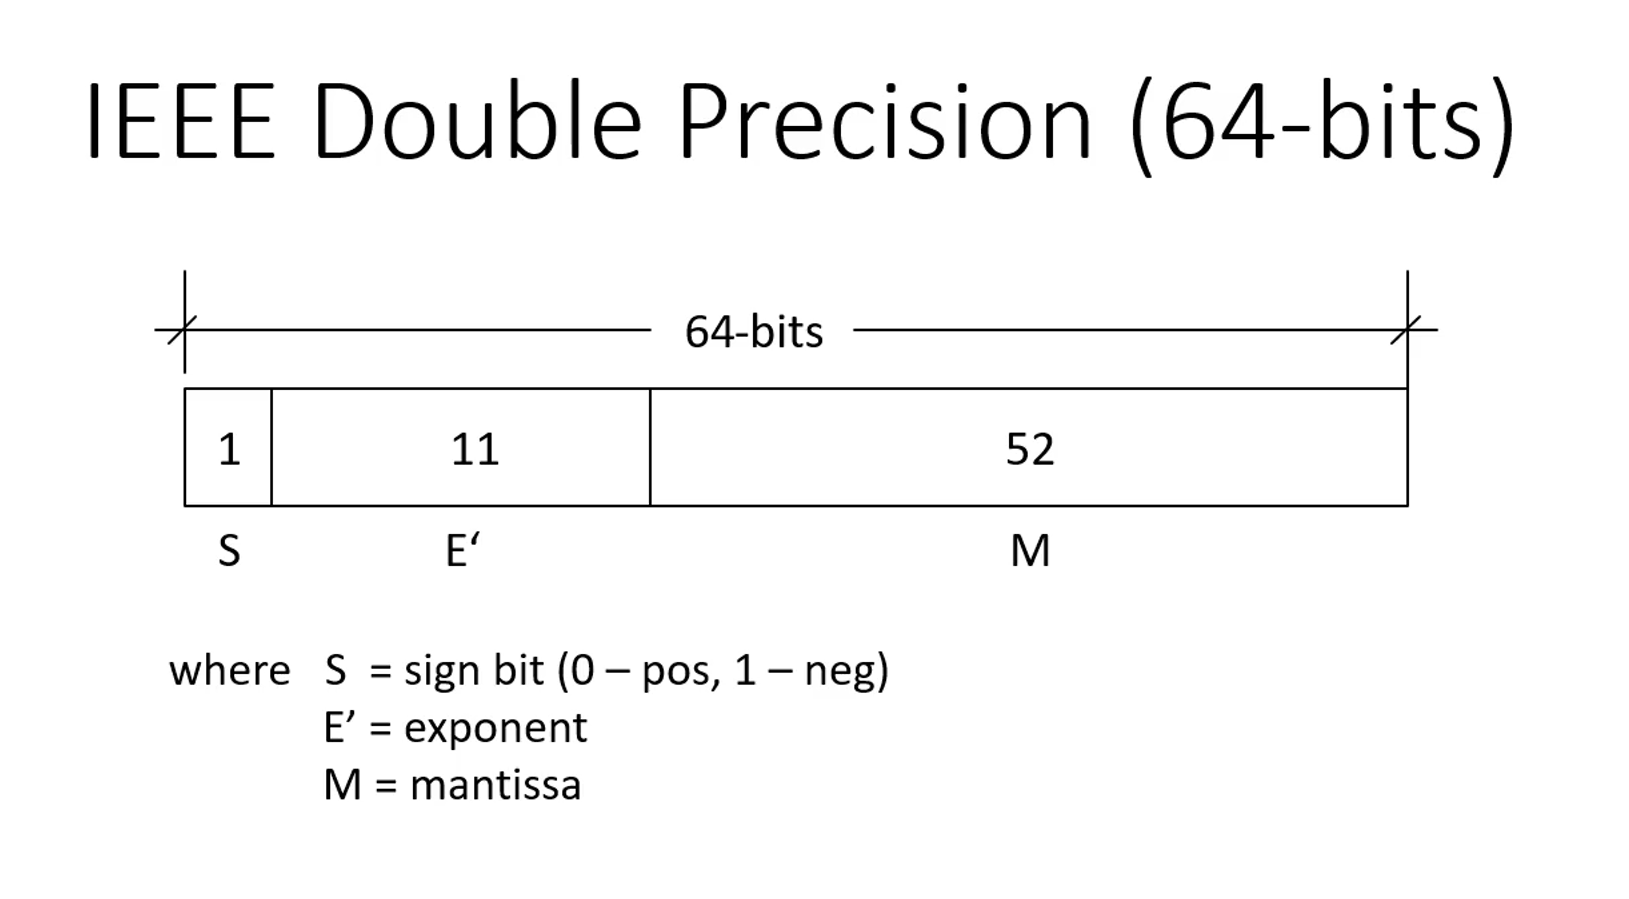 IEEE Double Precision (64-bits)
64-bits
1 11 52
S E‘ M
where S = sign bit (0 – pos, 1 – neg)
E’ = exponent
M = mantissa